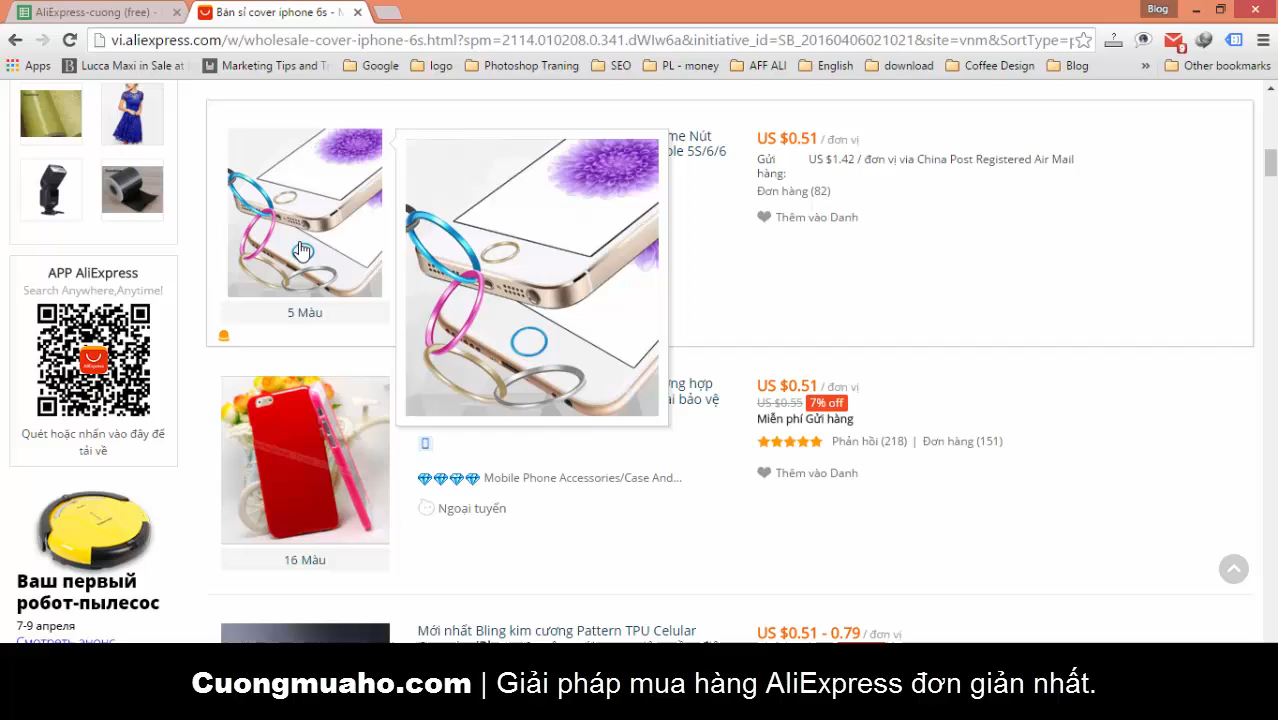 AliExpress-cuong (free) -
Bán sỉ cover iphone 6s -
Blog
vi.aliexpress.com/w/wholesale-cover-iphone-6s.html?spm=2114.010208.0.341.dWIw6a&initiative_id=SB_20160406021021&site=vnm&SortType=
Apps
Lucca Maxi in Sale at
Marketing Tips and
Google
logo
Photoshop Traning
SEO
PL - money
AFF ALI
English
download
Coffee Design
Blog
»
Other bookmarks
me Nút
ple 5S/6/6
US $0.51 / đơn vị
Gửi hàng:
US $1.42 / đơn vị via China Post Registered Air Mail
Đơn hàng (82)
Thêm vào Danh
5 Màu
APP AliExpress
Search Anywhere,Anytime!
AliExpress
Quét hoặc nhấn vào đây để
tải về
ng hợp
ai bảo vệ
US $0.51 / đơn vị
US $0.55 7% off
Miễn phí Gửi hàng
Phản hồi (218) | Đơn hàng (151)
Thêm vào Danh
Mobile Phone Accessories/Case And...
Ngoại tuyến
16 Màu
Ваш первый
робот-пылесос
7-9 апреля
Смотреть анонс
Mới nhất Bling kim cương Pattern TPU Celular
US $0.51 - 0.79 / đơn vị
Cuongmuaho.com | Giải pháp mua hàng AliExpress đơn giản nhất.